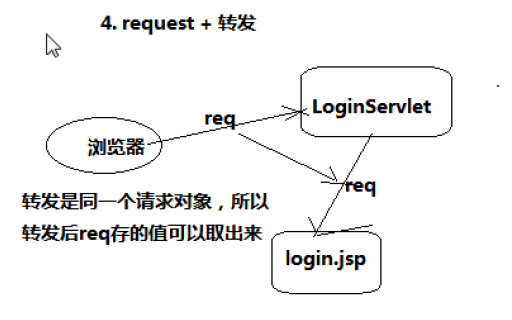 4. request + 转发
req
LoginServlet
浏览器
req
转发是同一个请求对象，所以
转发后req存的值可以取出来
login.jsp